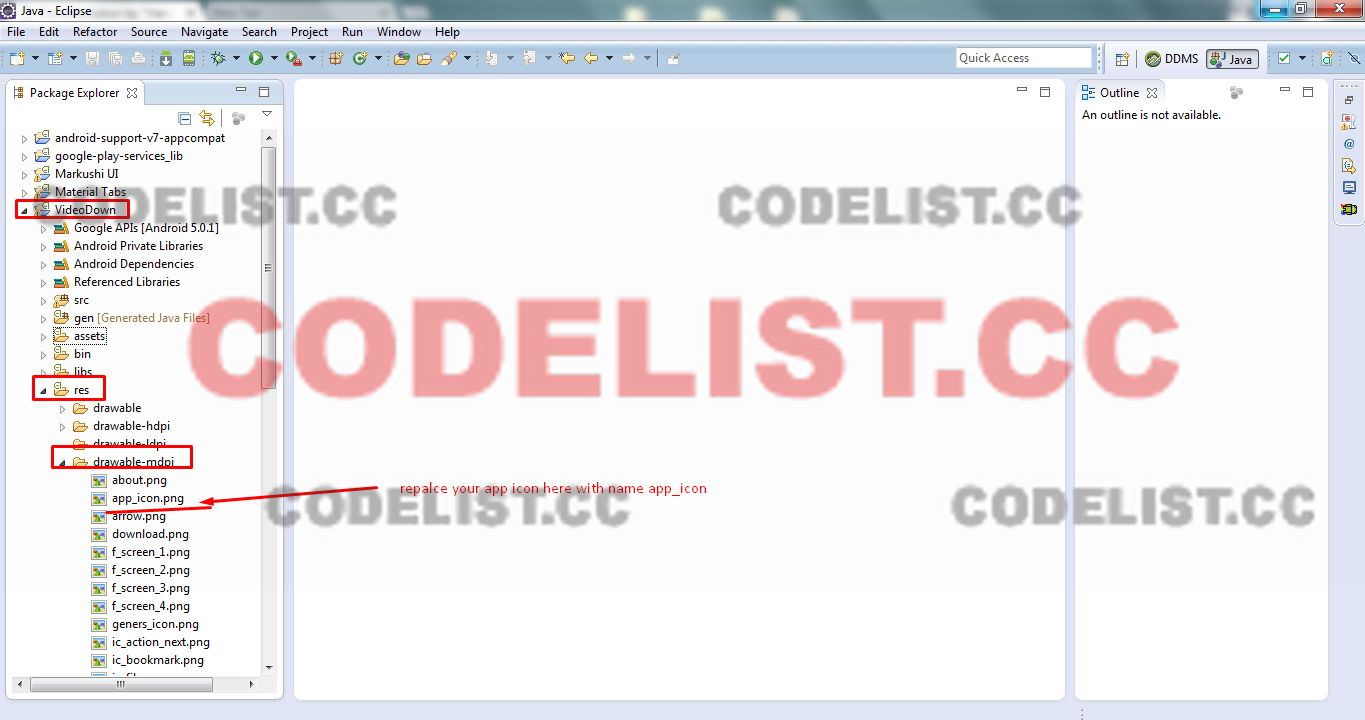 Java - Eclipse
File Edit Refactor Source Navigate Search Project Run Window Help
Quick Access
DDMS
Java
Package Explorer
Outline
An outline is not available.
android-support-v7-appcompat
google-play-services_lib
Markushi UI
Material Tabs
VideoDown
Google APIs [Android 5.0.1]
Android Private Libraries
Android Dependencies
Referenced Libraries
src
gen [Generated Java Files]
assets
bin
libs
res
drawable
drawable-hdpi
drawable-ldpi
drawable-mdpi
about.png
app_icon.png
repalce your app icon here with name app_icon
arrow.png
download.png
f_screen_1.png
f_screen_2.png
f_screen_3.png
f_screen_4.png
geners_icon.png
ic_action_next.png
ic_bookmark.png
CODELIST.CC
CODELIST.CC
CODELIST.CC
CODELIST.CC
CODELIST.CC